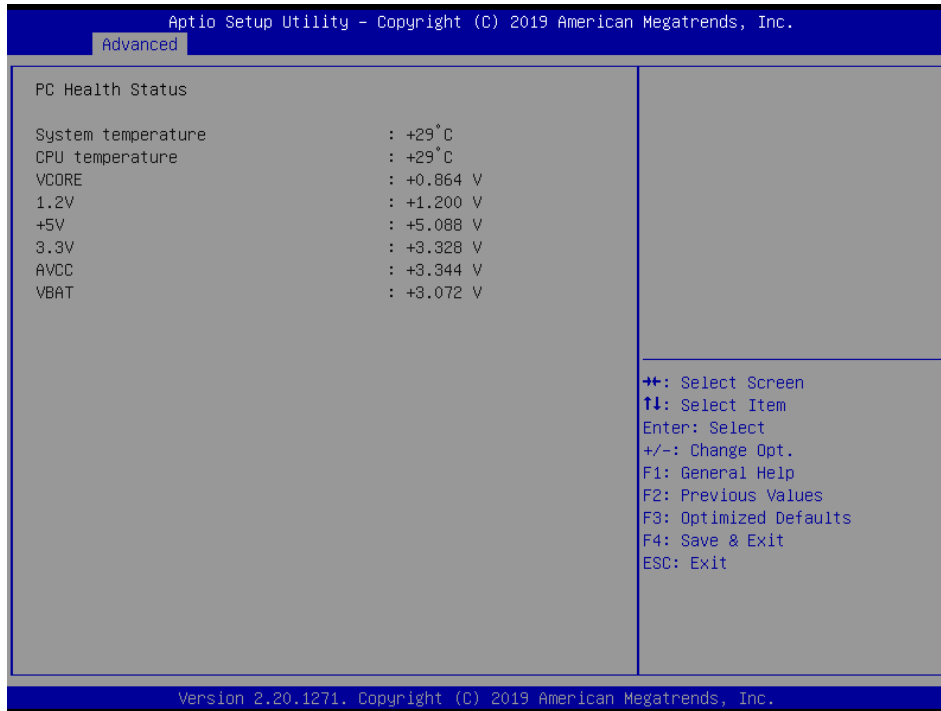 Aptio Setup Utility – Copyright (C) 2019 American Megatrends, Inc.
Advanced
PC Health Status
System temperature : +29°C
CPU temperature : +29°C
VCORE : +0.864 V
1.2V : +1.200 V
+5V : +5.088 V
3.3V : +3.328 V
AVCC : +3.344 V
VBAT : +3.072 V
→←: Select Screen
↑↓: Select Item
Enter: Select
+/-: Change Opt.
F1: General Help
F2: Previous Values
F3: Optimized Defaults
F4: Save & Exit
ESC: Exit
Version 2.20.1271. Copyright (C) 2019 American Megatrends, Inc.